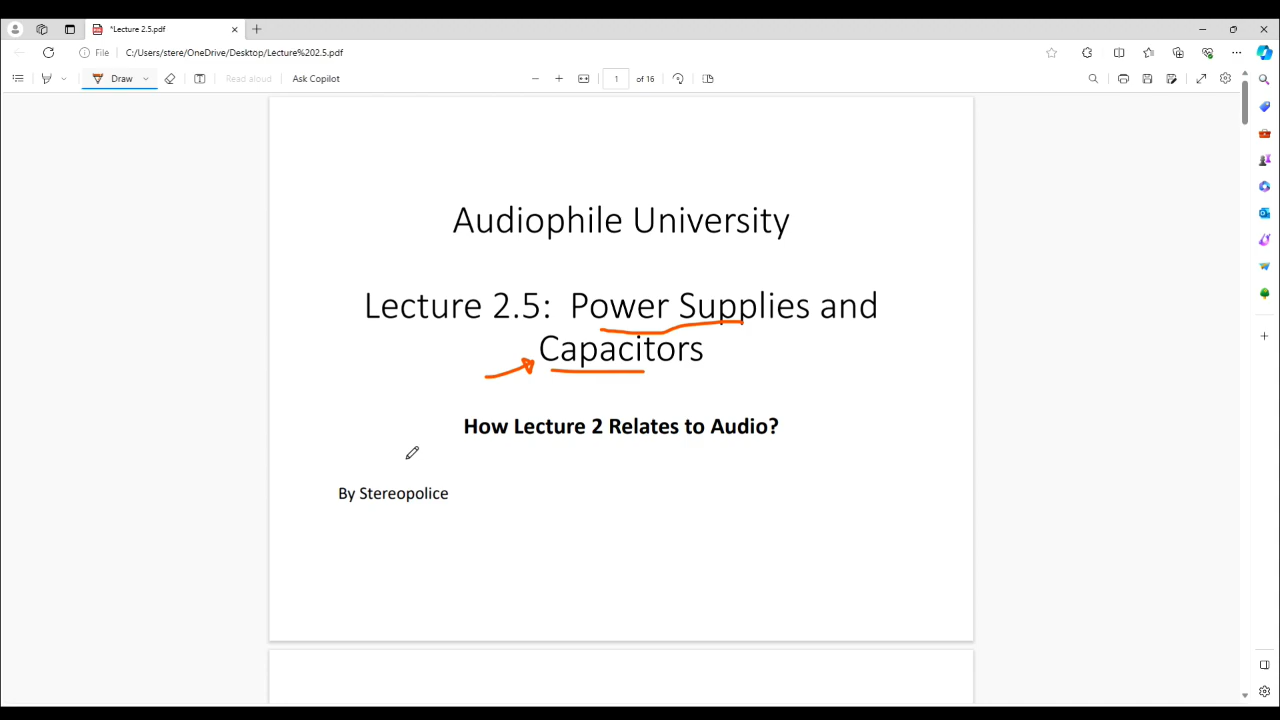 *Lecture 2.5.pdf
File
C:/Users/stere/OneDrive/Desktop/Lecture%202.5.pdf
Draw
Read aloud
Ask Copilot
1
of 16
Audiophile University
Lecture 2.5: Power Supplies and
Capacitors
How Lecture 2 Relates to Audio?
By Stereopolice